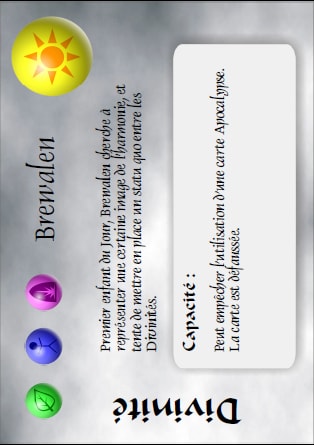 Brewalen
Premier enfant du Jour, Brewalen cherche à
représenter une certaine image de l'harmonie, et
tente de mettre en place un statu quo entre les
Divinités.
Capacité :
Peut empêcher l'utilisation d'une carte Apocalypse.
La carte est défaussée.
Divinité